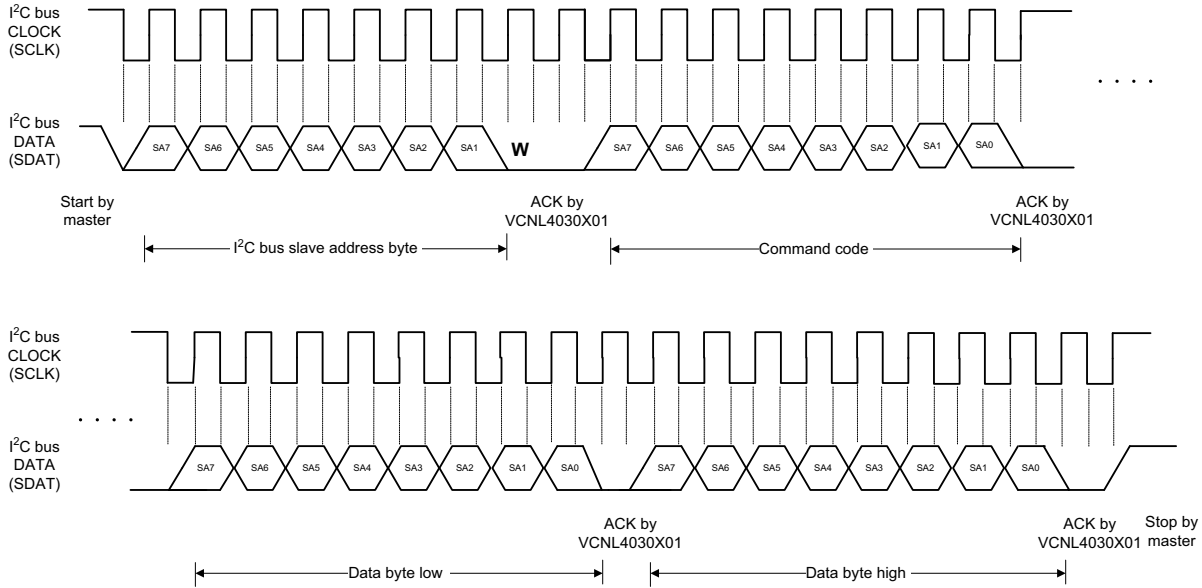 I²C bus
CLOCK
(SCLK)
. . . .
I²C bus
DATA
(SDAT)
SA7 SA6 SA5 SA4 SA3 SA2 SA1 W SA7 SA6 SA5 SA4 SA3 SA2 SA1 SA0
Start by
master
ACK by
VCNL4030X01
ACK by
VCNL4030X01
I²C bus slave address byte
Command code
I²C bus
CLOCK
(SCLK)
. . . .
I²C bus
DATA
(SDAT)
SA7 SA6 SA5 SA4 SA3 SA2 SA1 SA0 SA7 SA6 SA5 SA4 SA3 SA2 SA1 SA0
ACK by
VCNL4030X01
ACK by
VCNL4030X01
Stop by
master
Data byte low
Data byte high